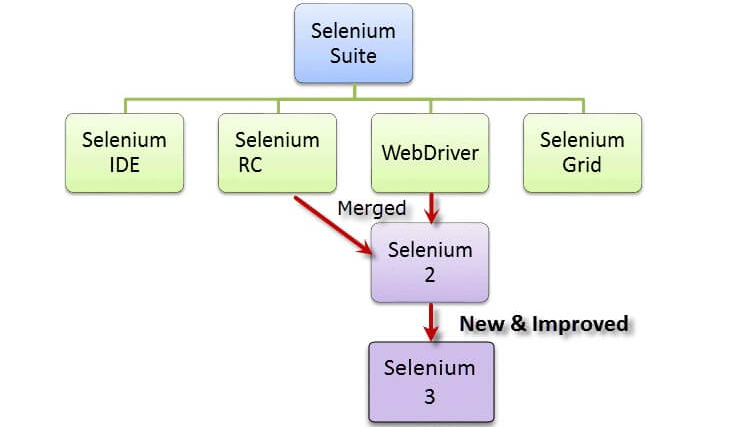 Selenium
Suite
Selenium
IDE
Selenium
RC
WebDriver
Selenium
Grid
Merged
Selenium
2
New & Improved
Selenium
3